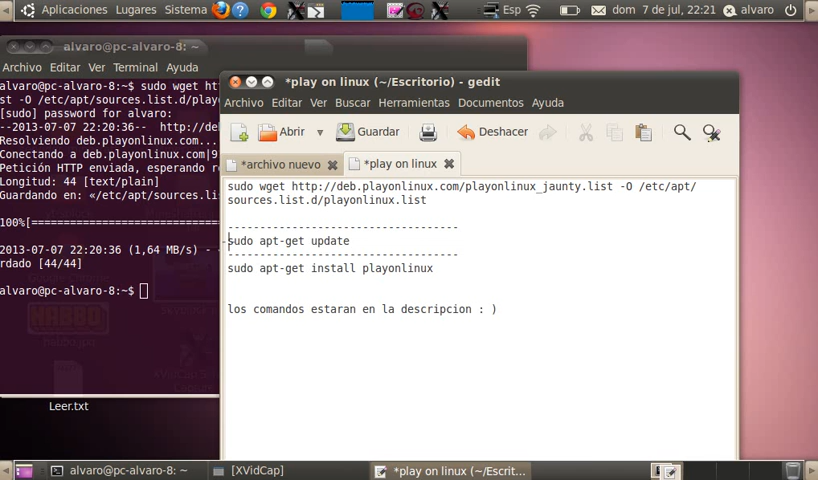 Aplicaciones Lugares Sistema Esp dom 7 de jul, 22:21 alvaro
alvaro@pc-alvaro-8: ~
Archivo Editar Ver Terminal Ayuda
alvaro@pc-alvaro-8:~$ sudo wget
st -O /etc/apt/sources.list.d/play
[sudo] password for alvaro:
--2013-07-07 22:20:36--
Resolviendo deb.playonlinux.com...
Conectando a deb.playonlinux.com|9
Petición HTTP enviada, esperando
Longitud: 44 [text/plain]
Guardando en: «/etc/apt/sources.li
100%[
2013-07-07 22:20:36 (1,64 MB/s) -
rdado [44/44]
alvaro@pc-alvaro-8:~$
Leer.txt
*play on linux (~/Escritorio) - gedit
Archivo Editar Ver Buscar Herramientas Documentos Ayuda
Abrir Guardar Deshacer
*archivo nuevo *play on linux
sudo wget http://deb.playonlinux.com/playonlinux_jaunty.list -O /etc/apt/
sources.list.d/playonlinux.list
------------------------------------
sudo apt-get update
------------------------------------
sudo apt-get install playonlinux
los comandos estaran en la descripcion : )
alvaro@pc-alvaro-8: ~ [XVidCap] *play on linux (~/Escrit...